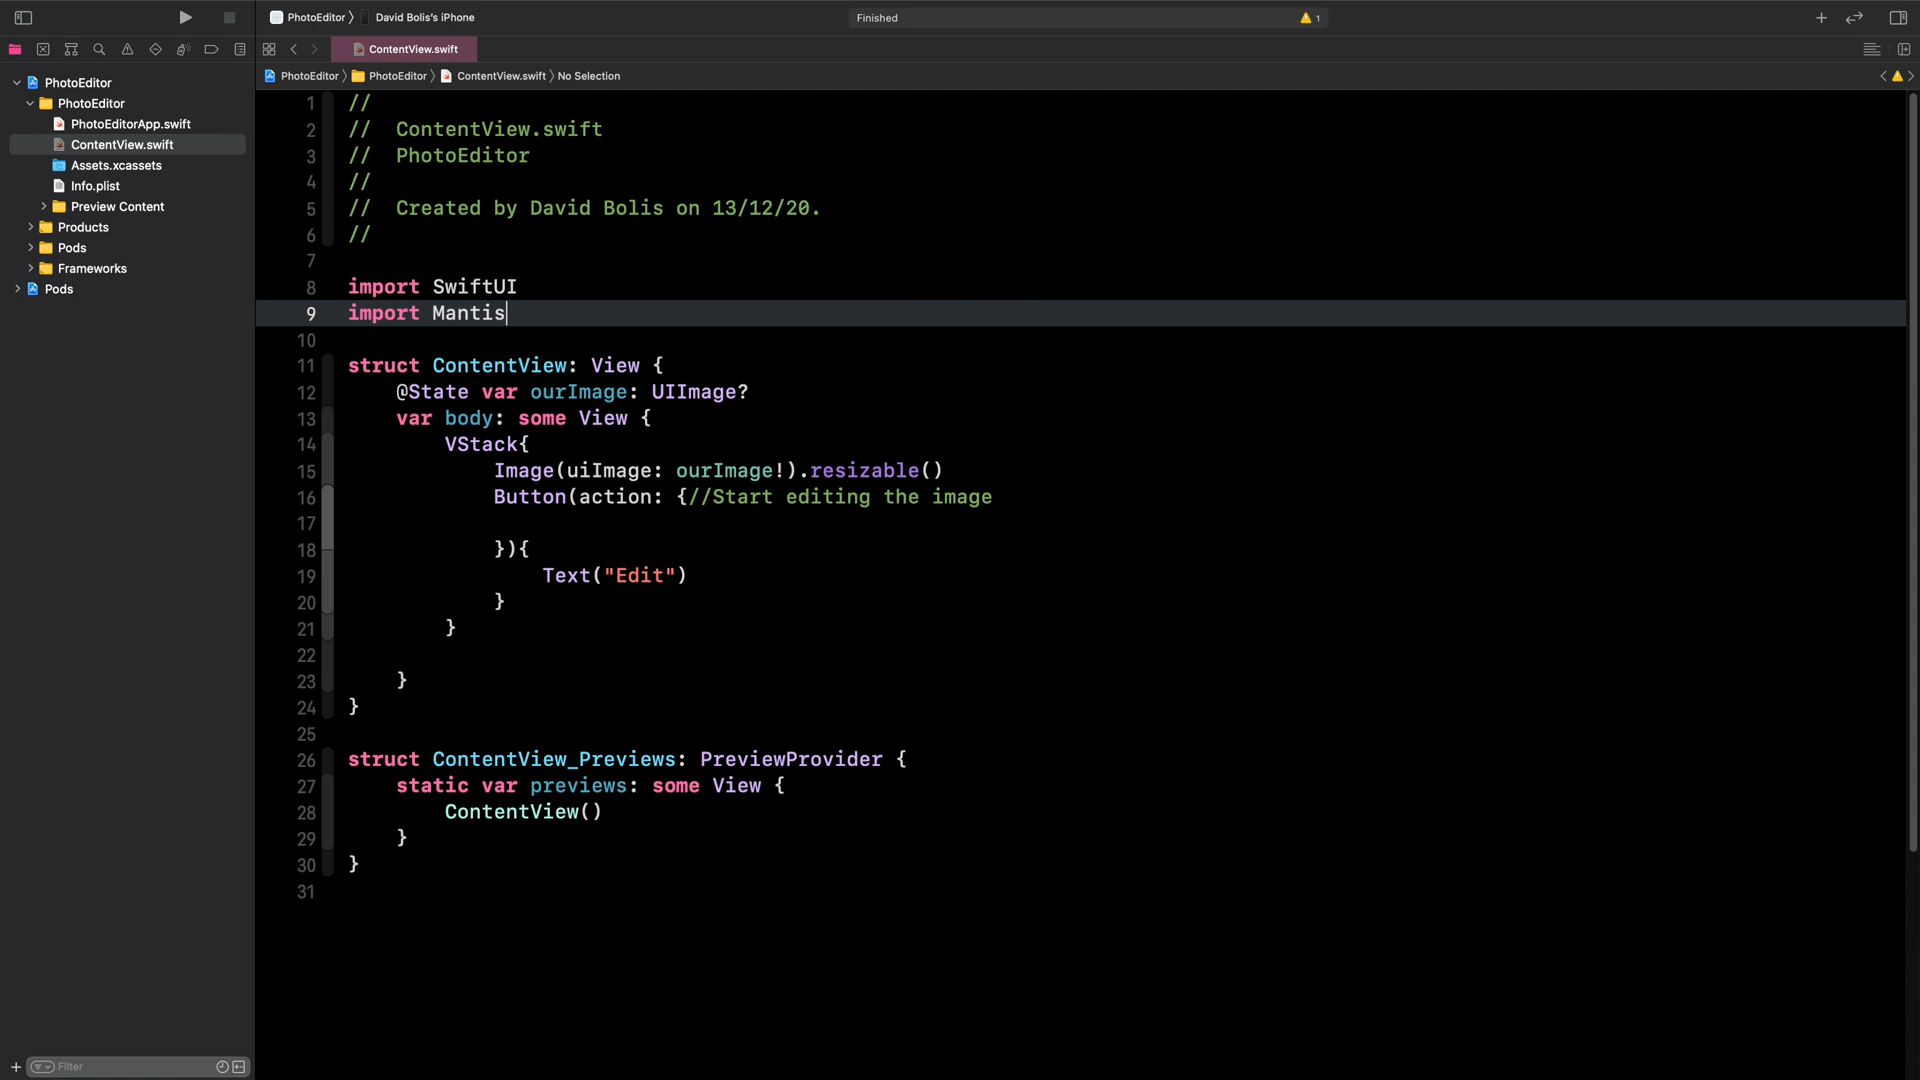 PhotoEditor
David Bolis's iPhone
Finished
1
ContentView.swift
PhotoEditor
PhotoEditor
ContentView.swift
No Selection
PhotoEditor
PhotoEditor
PhotoEditorApp.swift
ContentView.swift
Assets.xcassets
Info.plist
Preview Content
Products
Pods
Frameworks
Pods
1 //
2 //  ContentView.swift
3 //  PhotoEditor
4 //
5 //  Created by David Bolis on 13/12/20.
6 //
7
8 import SwiftUI
9 import Mantis
10
11 struct ContentView: View {
12     @State var ourImage: UIImage?
13     var body: some View {
14         VStack{
15             Image(uiImage: ourImage!).resizable()
16             Button(action: {//Start editing the image
17
18             }){
19                 Text("Edit")
20             }
21         }
22
23     }
24 }
25
26 struct ContentView_Previews: PreviewProvider {
27     static var previews: some View {
28         ContentView()
29     }
30 }
31
Filter